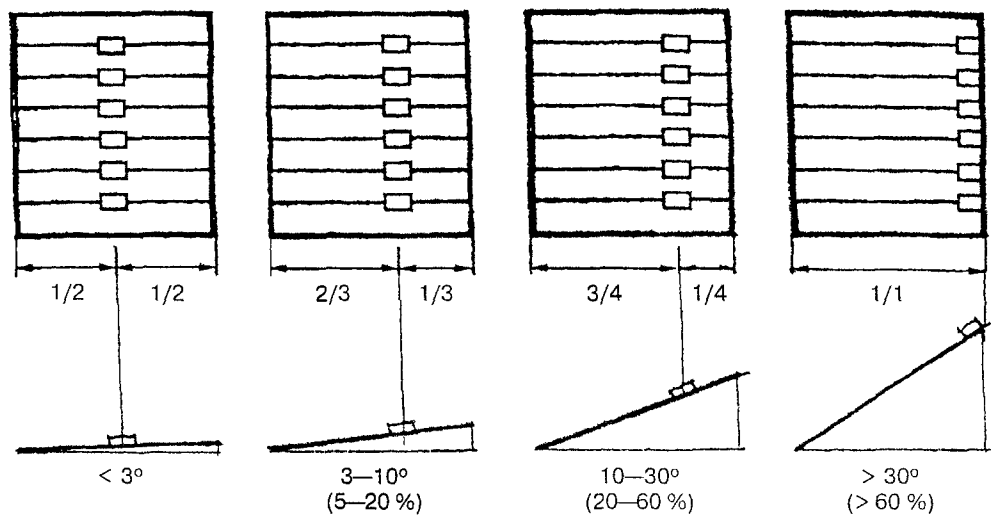 1/2 1/2 2/3 1/3 3/4 1/4 1/1
< 3° 3—10° 10—30° > 30°
(5—20 %) (20—60 %) (> 60 %)